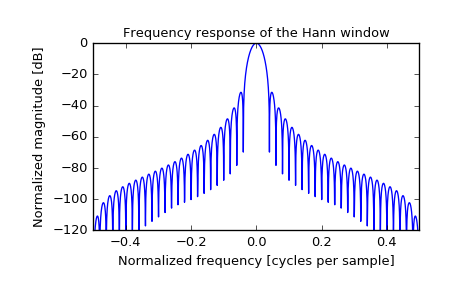 Frequency response of the Hann window
Normalized magnitude [dB]
0
−20
−40
−60
−80
−100
−120
−0.4 −0.2 0.0 0.2 0.4
Normalized frequency [cycles per sample]